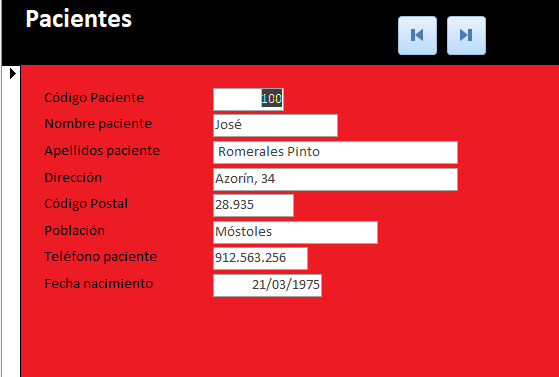 Pacientes
Código Paciente 100
Nombre paciente José
Apellidos paciente Romerales Pinto
Dirección Azorín, 34
Código Postal 28.935
Población Móstoles
Teléfono paciente 912.563.256
Fecha nacimiento 21/03/1975